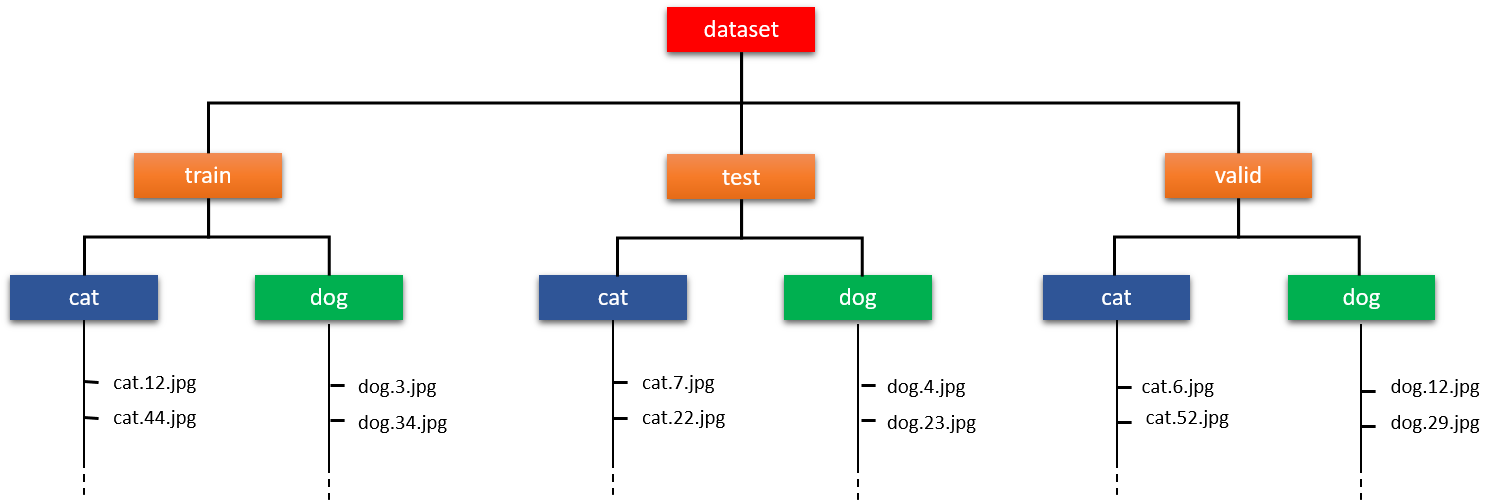 dataset
train
test
valid
cat
dog
cat
dog
cat
dog
cat.12.jpg
cat.44.jpg
dog.3.jpg
dog.34.jpg
cat.7.jpg
cat.22.jpg
dog.4.jpg
dog.23.jpg
cat.6.jpg
cat.52.jpg
dog.12.jpg
dog.29.jpg